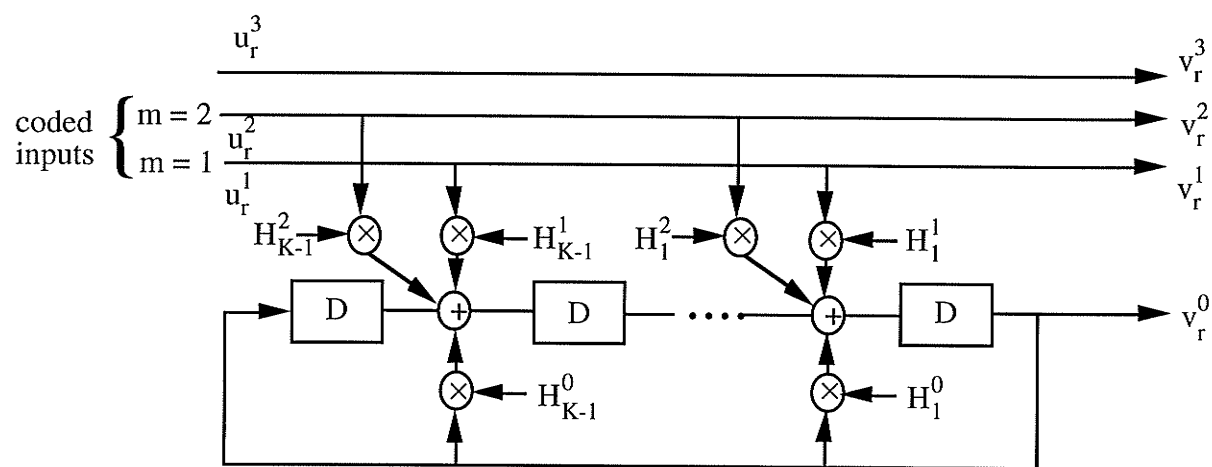 u_r^3
v_r^3
coded inputs { m = 2
v_r^2
u_r^2
m = 1
v_r^1
u_r^1
H_{K-1}^2 × × H_{K-1}^1 H_1^2 × × H_1^1
D + D .... + D v_r^0
× H_{K-1}^0 × H_1^0